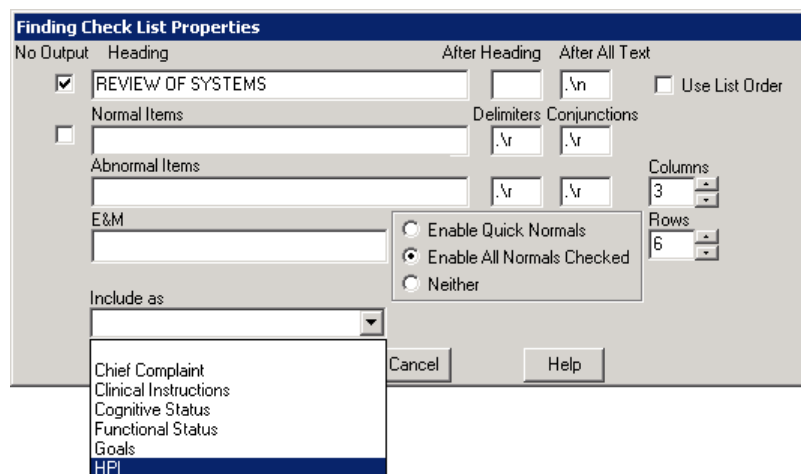 Finding Check List Properties
No Output Heading After Heading After All Text
REVIEW OF SYSTEMS .\n Use List Order
Normal Items Delimiters Conjunctions
.\r .\r
Abnormal Items Columns
.\r .\r 3
E&M Rows
Enable Quick Normals 6
Enable All Normals Checked
Neither
Include as
Cancel Help
Chief Complaint
Clinical Instructions
Cognitive Status
Functional Status
Goals
HPI